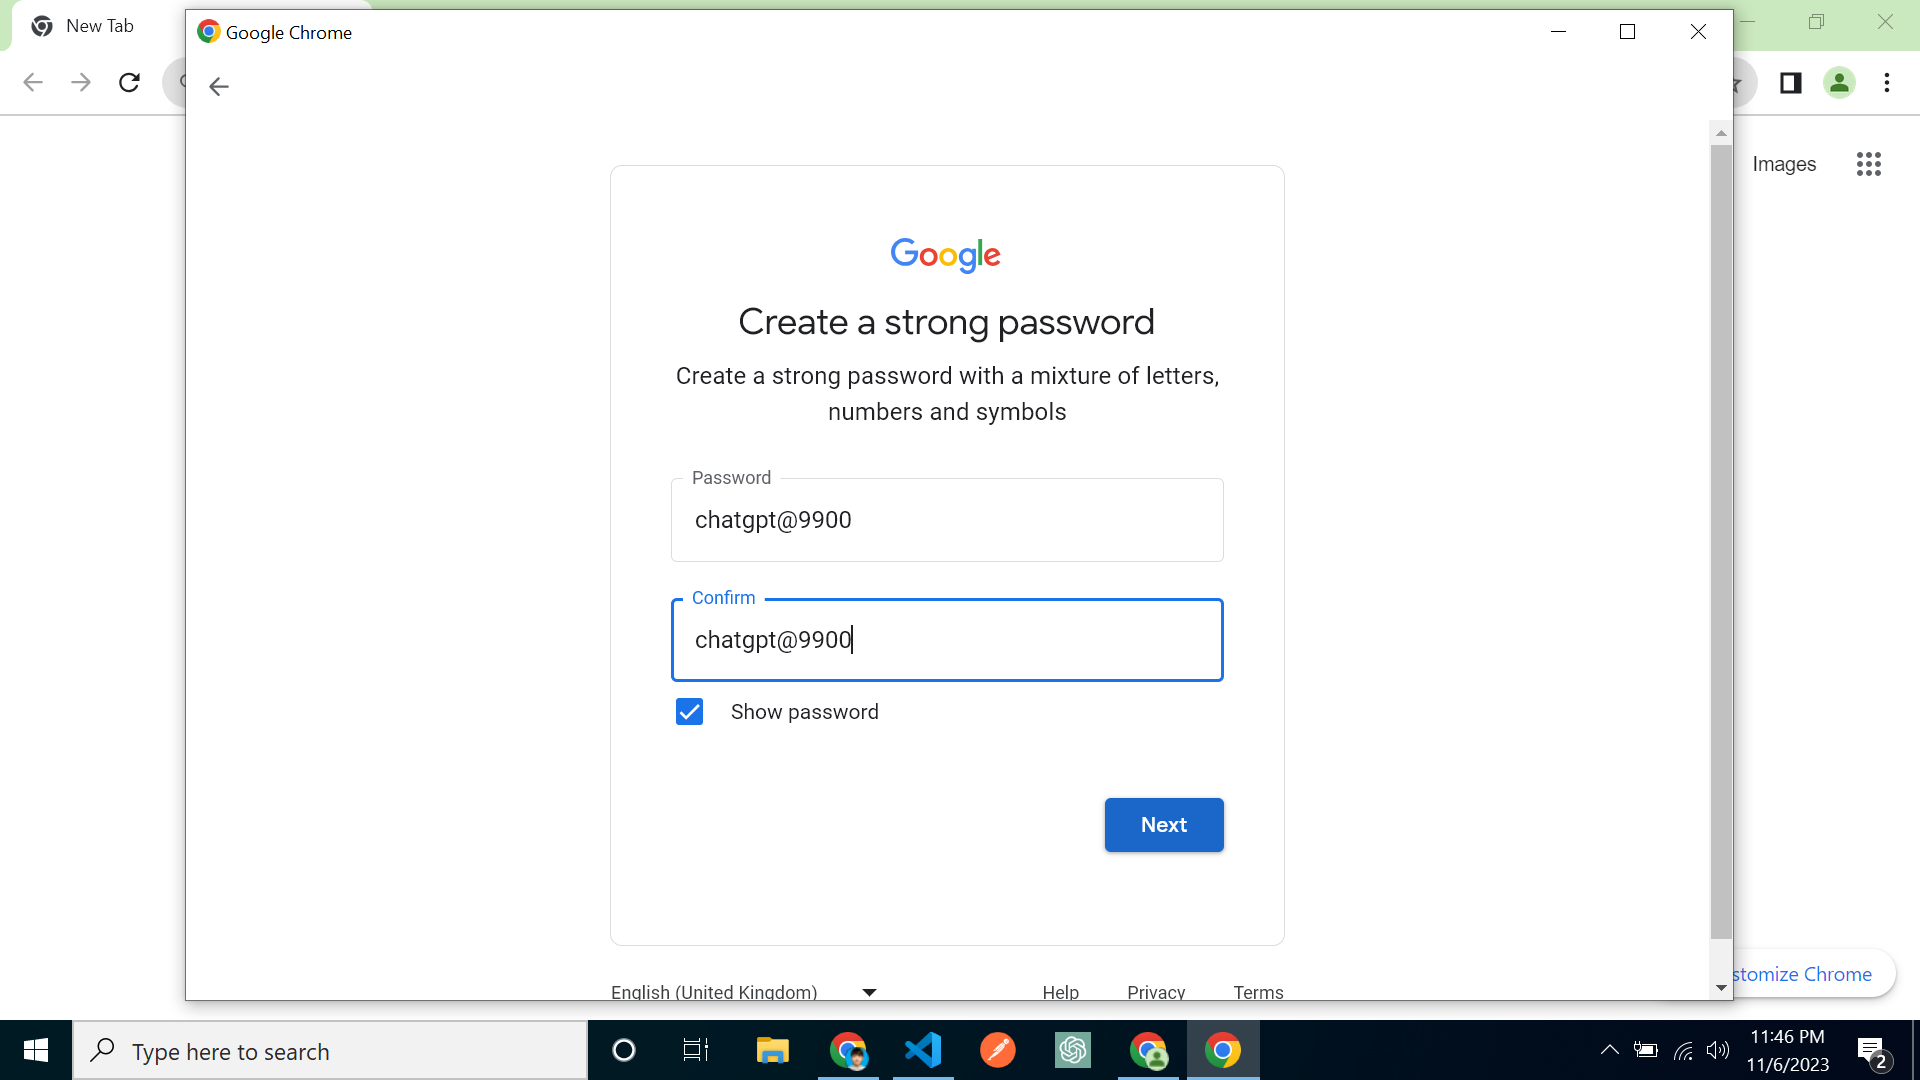 New Tab
Google Chrome
Images
Google
Create a strong password
Create a strong password with a mixture of letters,
numbers and symbols
Password
chatgpt@9900
Confirm
chatgpt@9900
Show password
Next
stomize Chrome
English (United Kingdom)
Help Privacy Terms
Type here to search
11:46 PM
11/6/2023
2